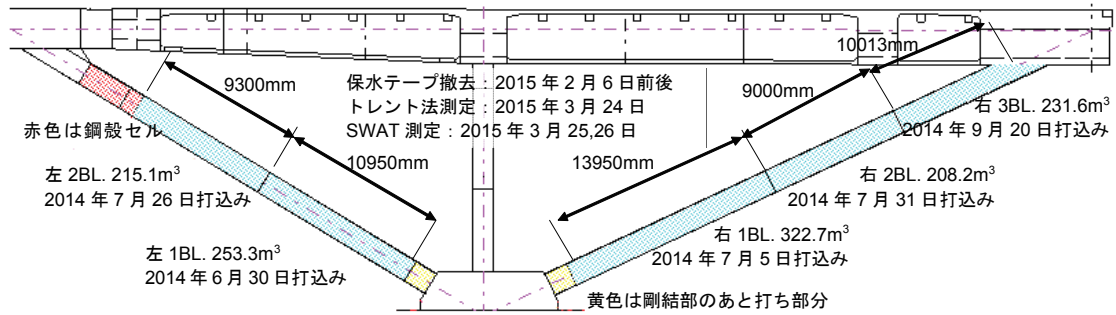 10013mm
9300mm
9000mm
保水テープ撤去：2015 年 2 月 6 日前後
トレント法測定：2015 年 3 月 24 日
SWAT 測定：2015 年 3 月 25,26 日
赤色は鋼殻セル
10950mm
13950mm
右 3BL. 231.6m³
2014 年 9 月 20 日打込み
左 2BL. 215.1m³
2014 年 7 月 26 日打込み
右 2BL. 208.2m³
2014 年 7 月 31 日打込み
左 1BL. 253.3m³
2014 年 6 月 30 日打込み
右 1BL. 322.7m³
2014 年 7 月 5 日打込み
黄色は剛結部のあと打ち部分